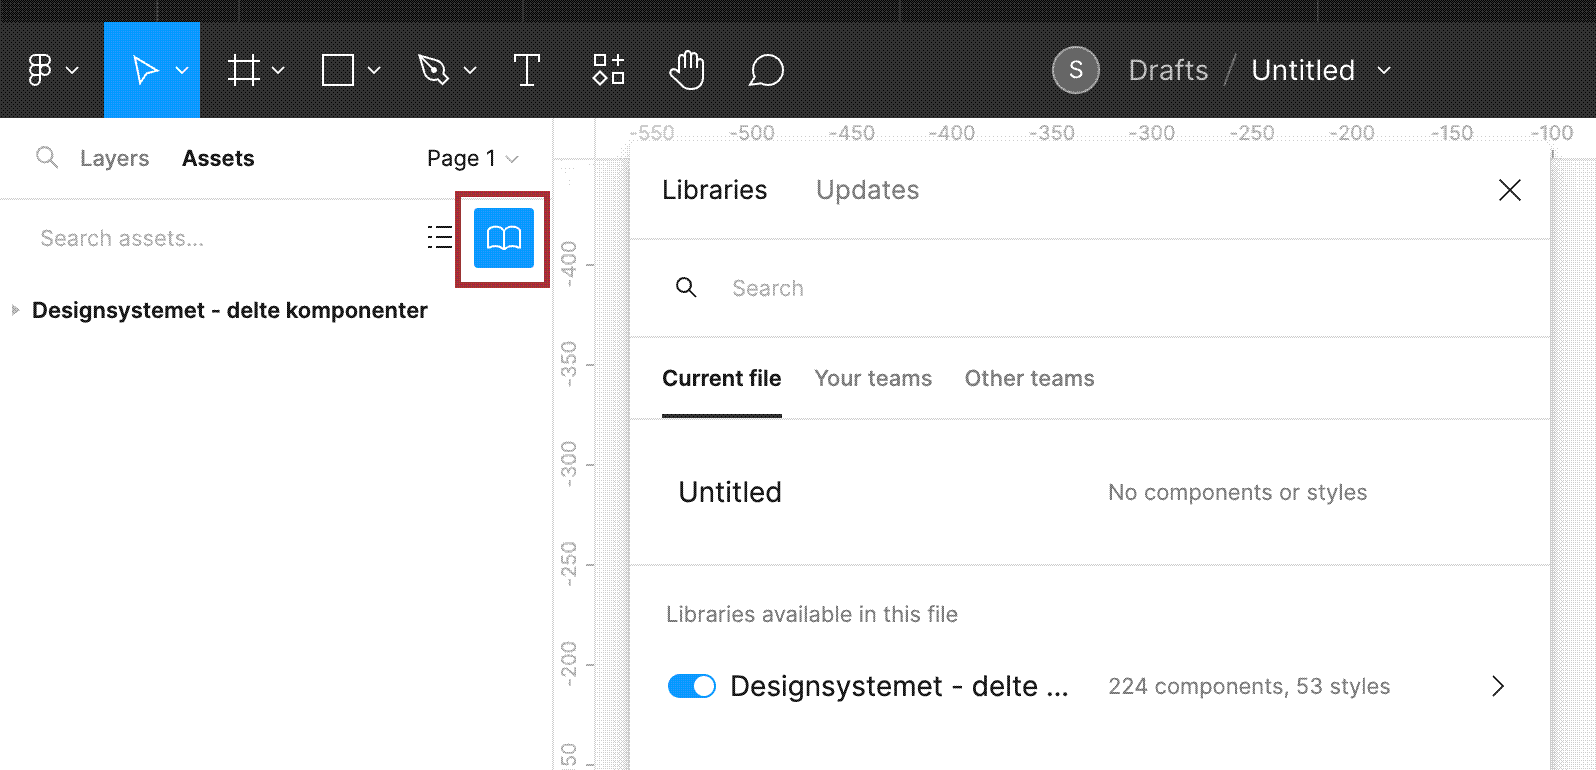 S Drafts / Untitled
Layers Assets Page 1
Search assets...
Designsystemet - delte komponenter
-550 -500 -450 -400 -350 -300 -250 -200 -150 -100
-400
-350
-300
-250
-200
50
Libraries Updates
Search
Current file Your teams Other teams
Untitled No components or styles
Libraries available in this file
Designsystemet - delte ... 224 components, 53 styles